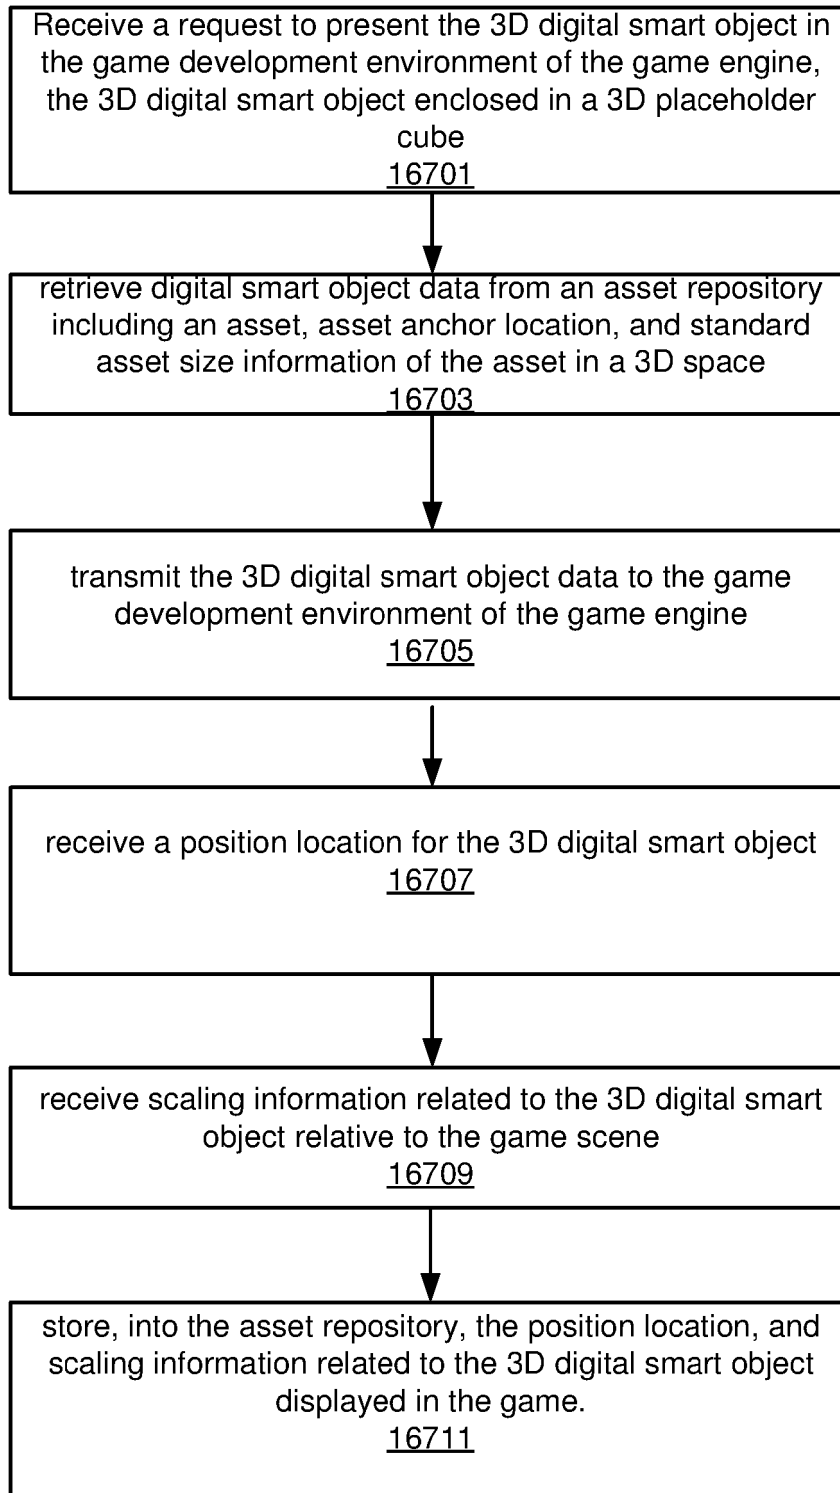 Receive a request to present the 3D digital smart object in
the game development environment of the game engine,
the 3D digital smart object enclosed in a 3D placeholder
cube
16701
retrieve digital smart object data from an asset repository
including an asset, asset anchor location, and standard
asset size information of the asset in a 3D space
16703
transmit the 3D digital smart object data to the game
development environment of the game engine
16705
receive a position location for the 3D digital smart object
16707
receive scaling information related to the 3D digital smart
object relative to the game scene
16709
store, into the asset repository, the position location, and
scaling information related to the 3D digital smart object
displayed in the game.
16711